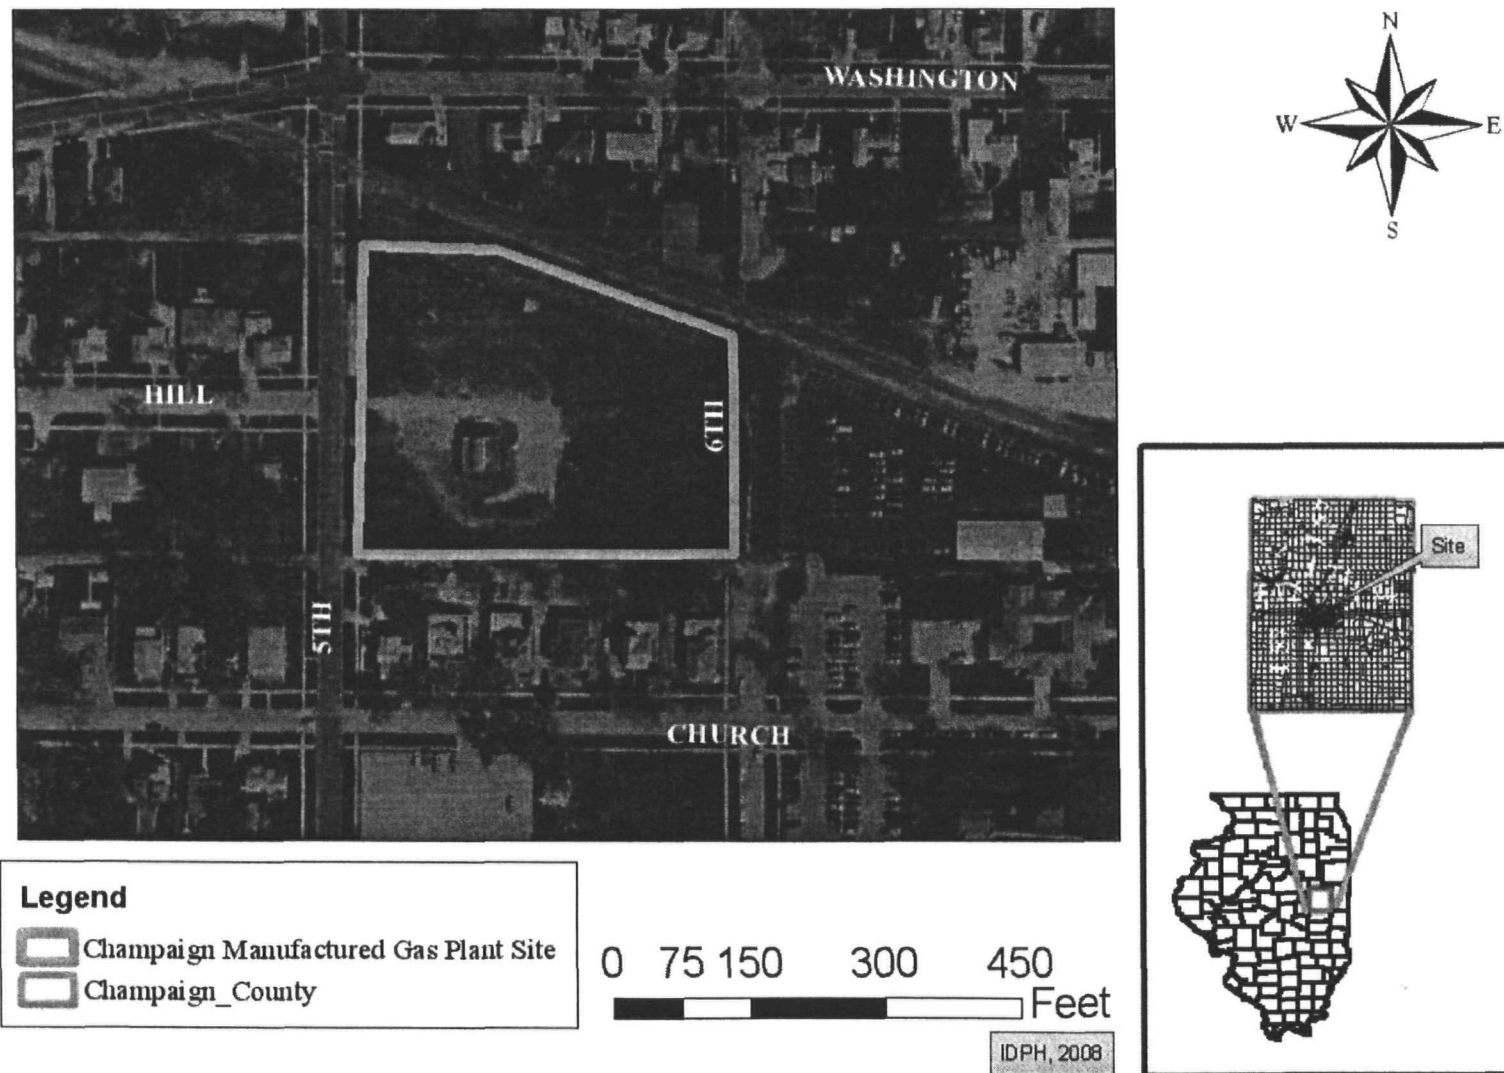 N
WASHINGTON
W
E
S
HILL
6TH
Site
5TH
CHURCH
Legend
Champaign Manufactured Gas Plant Site
Champaign_County
0 75 150 300 450
Feet
IDPH, 2008